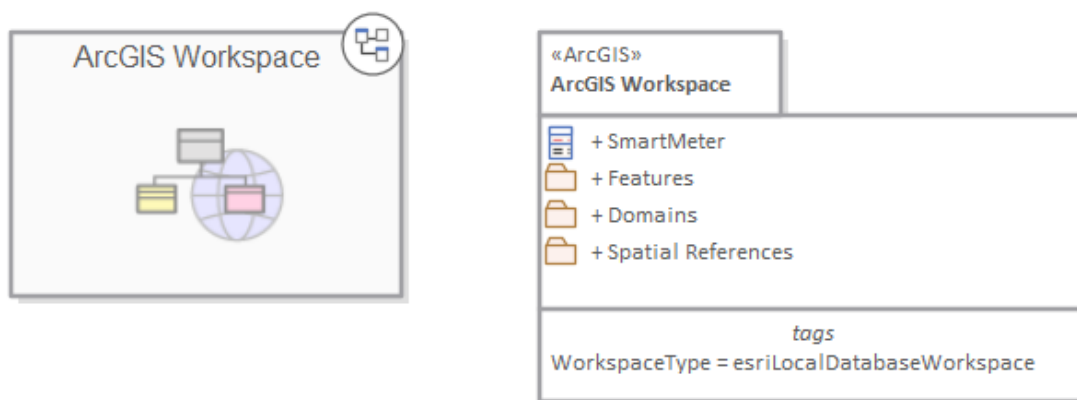 ArcGIS Workspace
«ArcGIS»
ArcGIS Workspace
+ SmartMeter
+ Features
+ Domains
+ Spatial References
tags
WorkspaceType = esriLocalDatabaseWorkspace